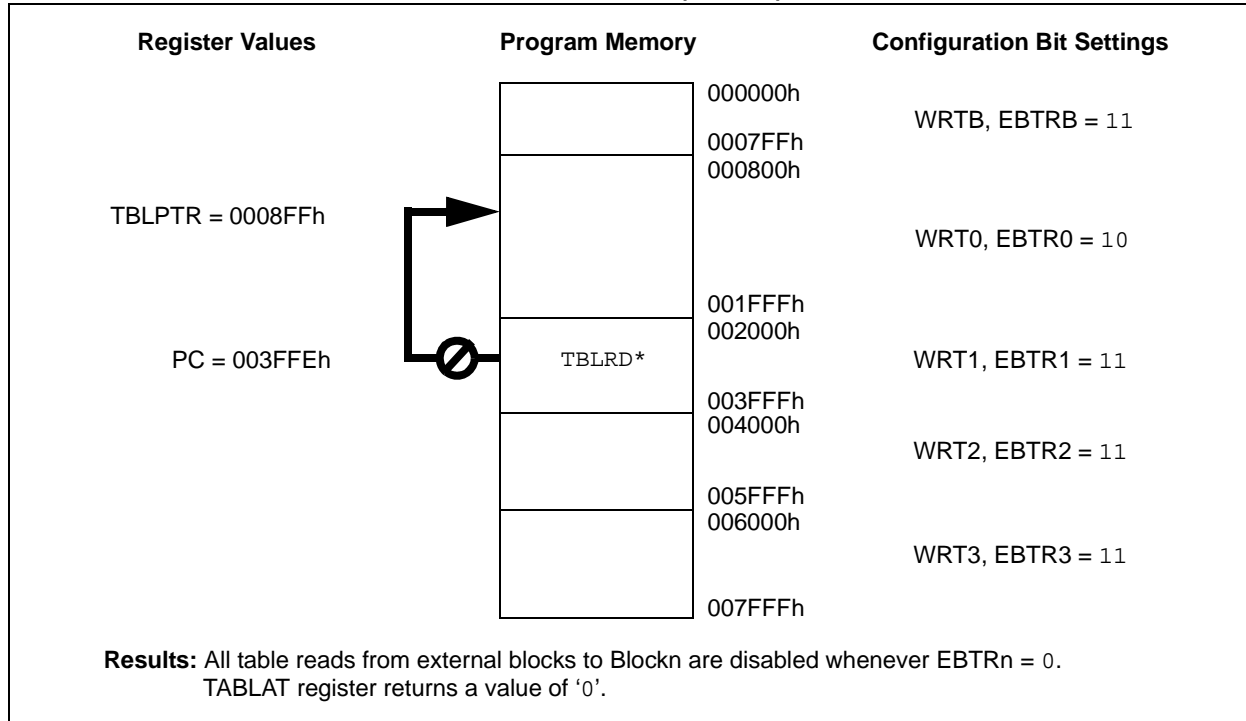 Register Values Program Memory Configuration Bit Settings
000000h
WRTB, EBTRB = 11
0007FFh
000800h
TBLPTR = 0008FFh
WRT0, EBTR0 = 10
001FFFh
002000h
PC = 003FFEh TBLRD* WRT1, EBTR1 = 11
003FFFh
004000h
WRT2, EBTR2 = 11
005FFFh
006000h
WRT3, EBTR3 = 11
007FFFh
Results: All table reads from external blocks to Blockn are disabled whenever EBTRn = 0.
TABLAT register returns a value of ‘0’.